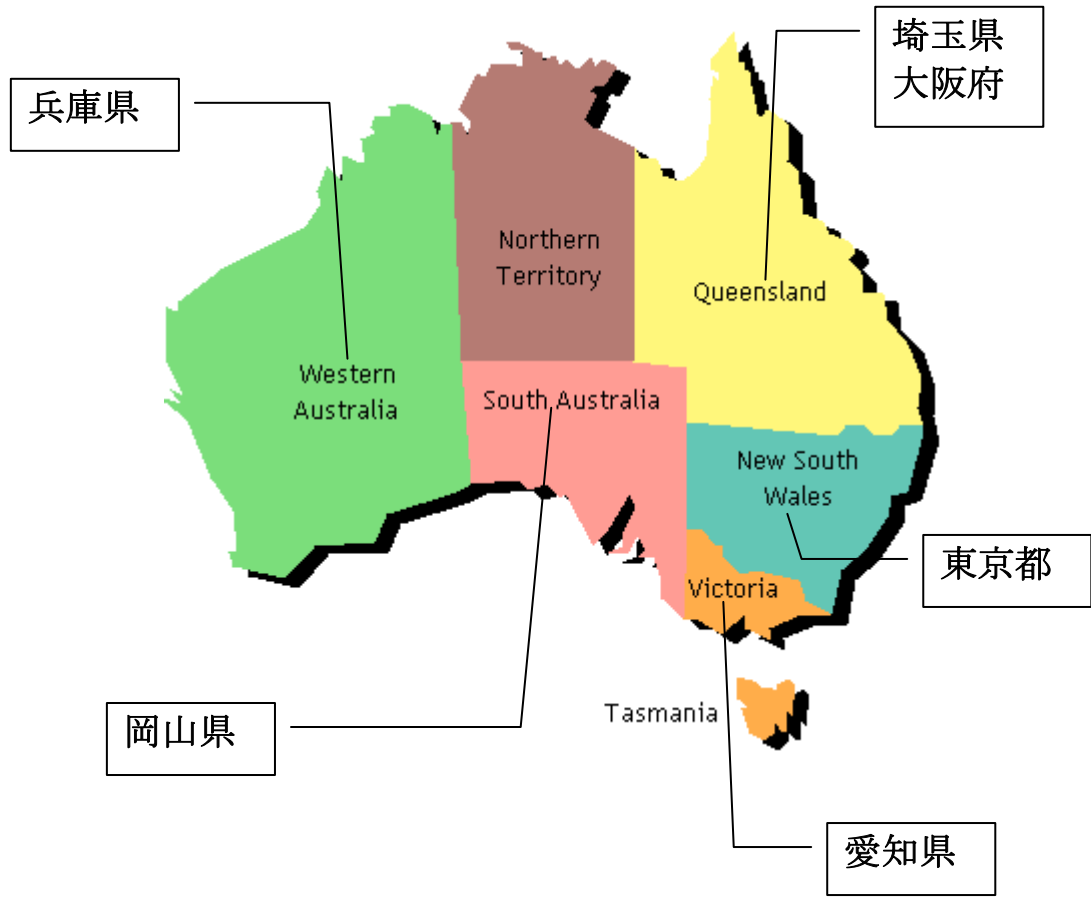 埼玉県
大阪府
兵庫県
Northern
Territory
Queensland
Western
Australia
South Australia
New South
Wales
東京都
Victoria
Tasmania
岡山県
愛知県